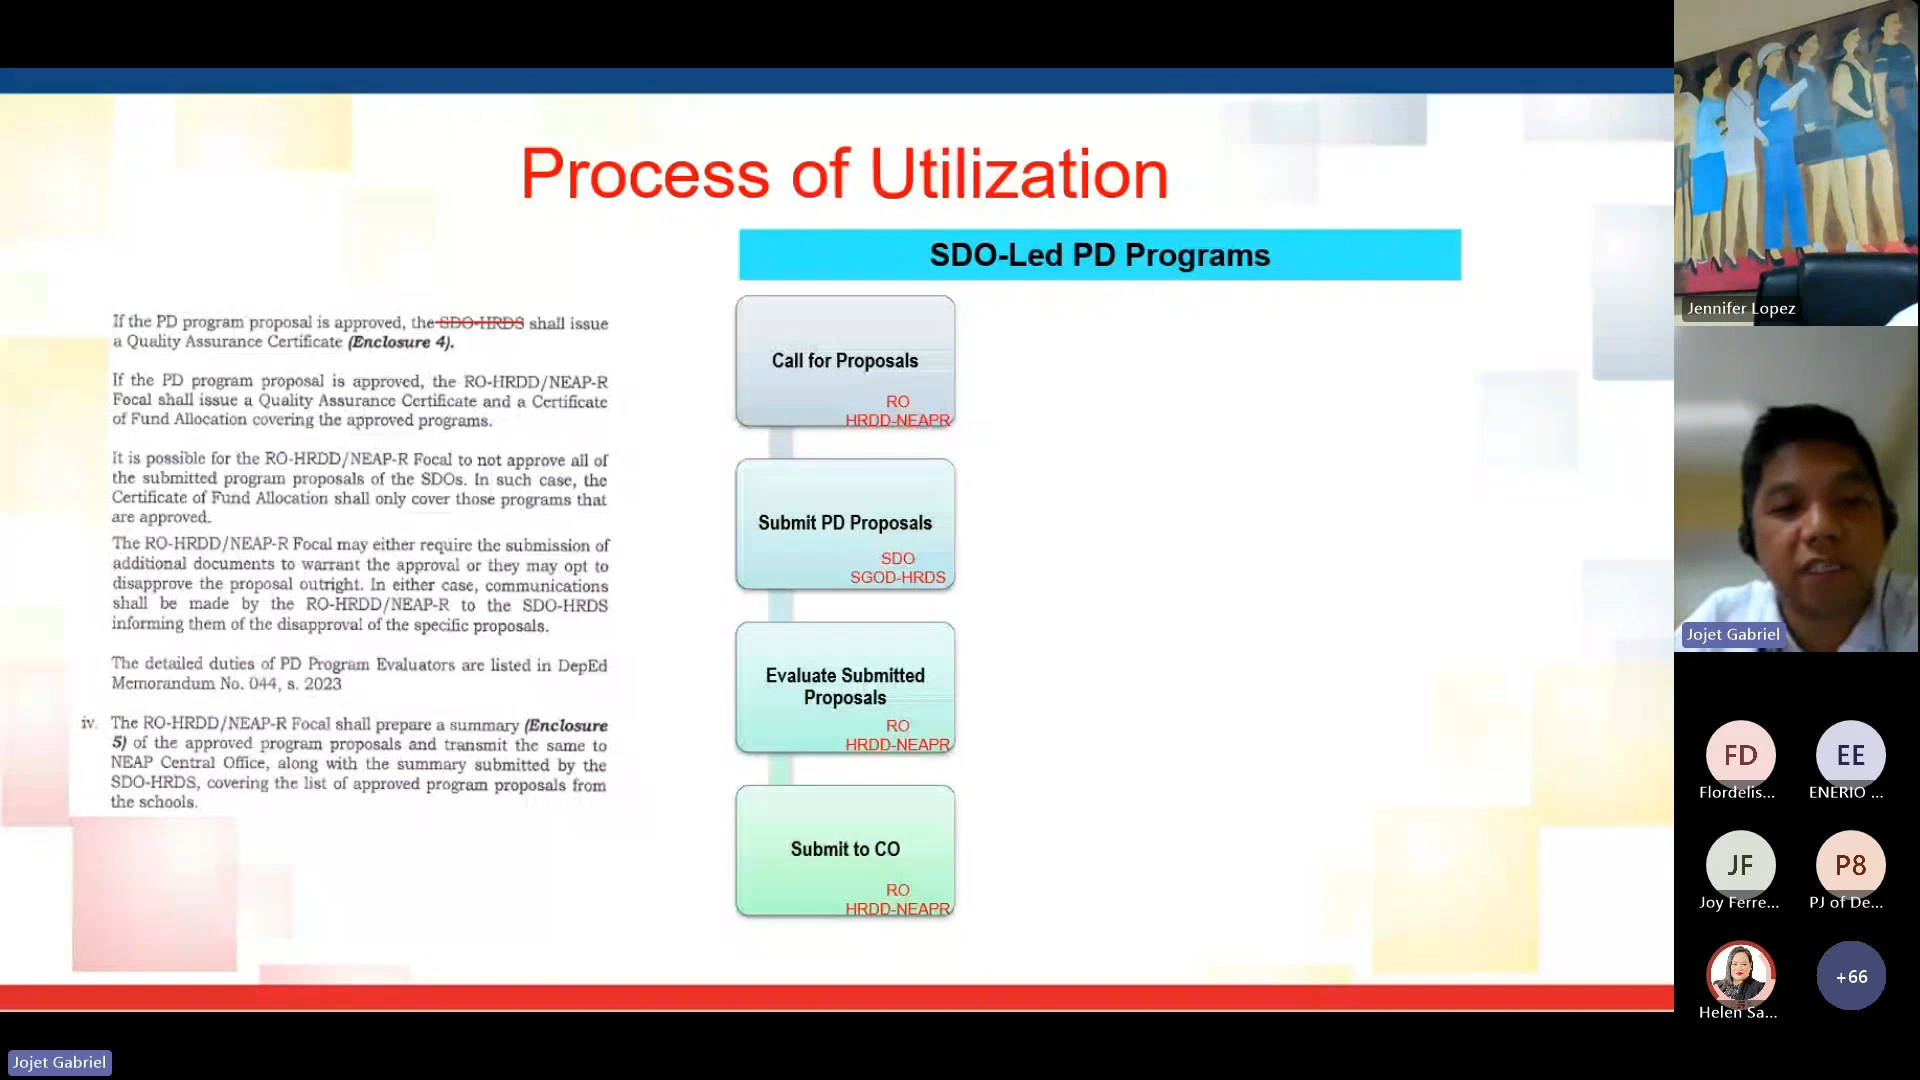 Process of Utilization
SDO-Led PD Programs
If the PD program proposal is approved, the SDO-HRDS shall issue
a Quality Assurance Certificate (Enclosure 4).
If the PD program proposal is approved, the RO-HRDD/NEAP-R
Focal shall issue a Quality Assurance Certificate and a Certificate
of Fund Allocation covering the approved programs.
It is possible for the RO-HRDD/NEAP-R Focal to not approve all of
the submitted program proposals of the SDOs. In such case, the
Certificate of Fund Allocation shall only cover those programs that
are approved.
The RO-HRDD/NEAP-R Focal may either require the submission of
additional documents to warrant the approval or they may opt to
disapprove the proposal outright. In either case, communications
shall be made by the RO-HRDD/NEAP-R to the SDO-HRDS
informing them of the disapproval of the specific proposals.
The detailed duties of PD Program Evaluators are listed in DepEd
Memorandum No. 044, s. 2023
iv. The RO-HRDD/NEAP-R Focal shall prepare a summary (Enclosure
5) of the approved program proposals and transmit the same to
NEAP Central Office, along with the summary submitted by the
SDO-HRDS, covering the list of approved program proposals from
the schools.
Call for Proposals
RO
HRDD-NEAPR
Submit PD Proposals
SDO
SGOD-HRDS
Evaluate Submitted
Proposals
RO
HRDD-NEAPR
Submit to CO
RO
HRDD-NEAPR
Jennifer Lopez
Jojet Gabriel
FD
Flordelis...
EE
ENERIO ...
JF
Joy Ferre...
P8
PJ of De...
Helen Sa...
+66
Jojet Gabriel